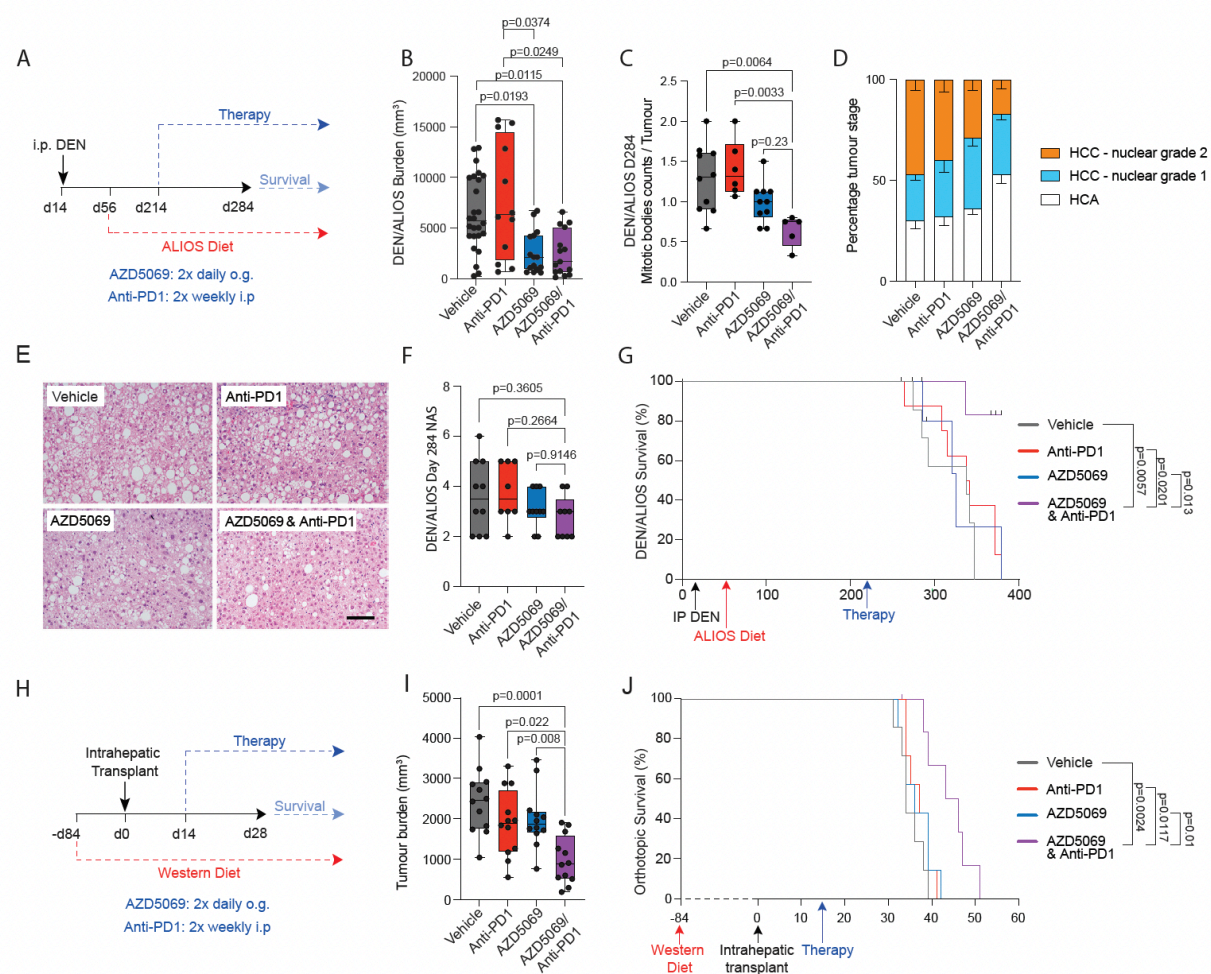 A
Therapy
i.p. DEN
Survival
d14
d56
d214
d284
ALIOS Diet
AZD5069: 2x daily o.g.
Anti-PD1: 2x weekly i.p
B
p=0.0374
p=0.0249
p=0.0115
p=0.0193
DEN/ALIOS Burden (mm³)
20000
15000
10000
5000
0
Vehicle
Anti-PD1
AZD5069
AZD5069/
Anti-PD1
C
p=0.0064
p=0.0033
p=0.23
DEN/ALIOS D284
Mitotic bodies counts / Tumour
2.5
2.0
1.5
1.0
0.5
0.0
Vehicle
Anti-PD1
AZD5069
AZD5069/
Anti-PD1
D
Percentage tumour stage
100
50
0
Vehicle
Anti-PD1
AZD5069
AZD5069/
Anti-PD1
HCC - nuclear grade 2
HCC - nuclear grade 1
HCA
E
Vehicle
Anti-PD1
AZD5069
AZD5069 & Anti-PD1
F
p=0.3605
p=0.2664
p=0.9146
DEN/ALIOS Day 284 NAS
8
6
4
2
Vehicle
Anti-PD1
AZD5069
AZD5069/
Anti-PD1
G
DEN/ALIOS Survival (%)
100
80
60
40
20
0
0
100
200
300
400
IP DEN
ALIOS Diet
Therapy
Vehicle
Anti-PD1
AZD5069
AZD5069
& Anti-PD1
p=0.0057
p=0.0201
p=0.013
H
Therapy
Intrahepatic
Transplant
Survival
-d84
d0
d14
d28
Western Diet
AZD5069: 2x daily o.g.
Anti-PD1: 2x weekly i.p
I
p=0.0001
p=0.022
p=0.008
Tumour burden (mm³)
5000
4000
3000
2000
1000
0
Vehicle
Anti-PD1
AZD5069
AZD5069/
Anti-PD1
J
Orthotopic Survival (%)
100
80
60
40
20
0
-84
0
10
20
30
40
50
60
Western
Diet
Intrahepatic
transplant
Therapy
Vehicle
Anti-PD1
AZD5069
AZD5069
& Anti-PD1
p=0.0024
p=0.0117
p=0.01